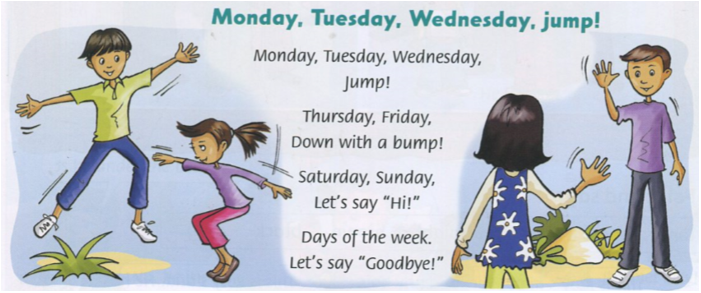 Monday, Tuesday, Wednesday, jump!
Monday, Tuesday, Wednesday,
Jump!
Thursday, Friday,
Down with a bump!
Saturday, Sunday,
Let's say “Hi!”
Days of the week.
Let's say “Goodbye!”